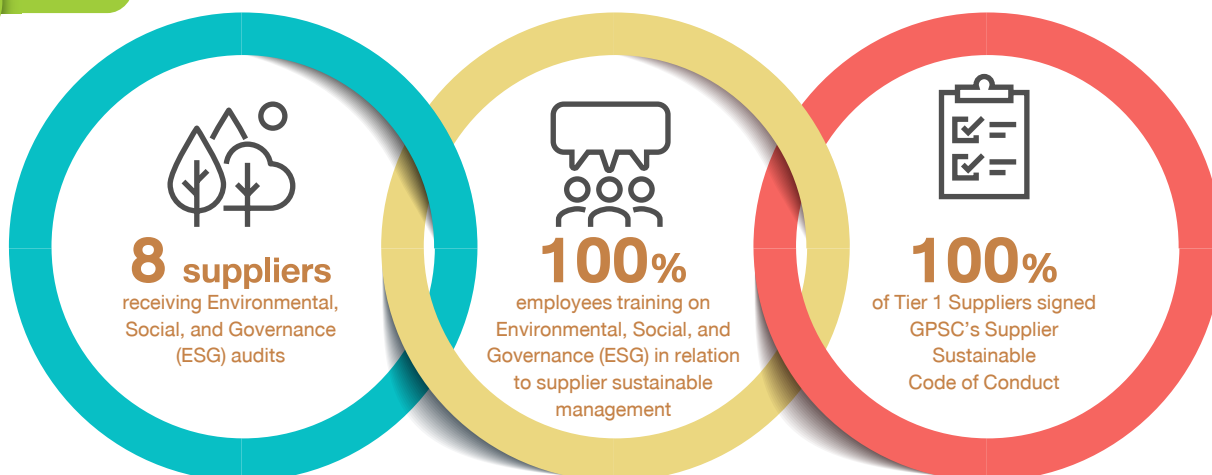 8 suppliers
receiving Environmental,
Social, and Governance
(ESG) audits
100%
employees training on
Environmental, Social, and
Governance (ESG) in relation
to supplier sustainable
management
100%
of Tier 1 Suppliers signed
GPSC's Supplier
Sustainable
Code of Conduct